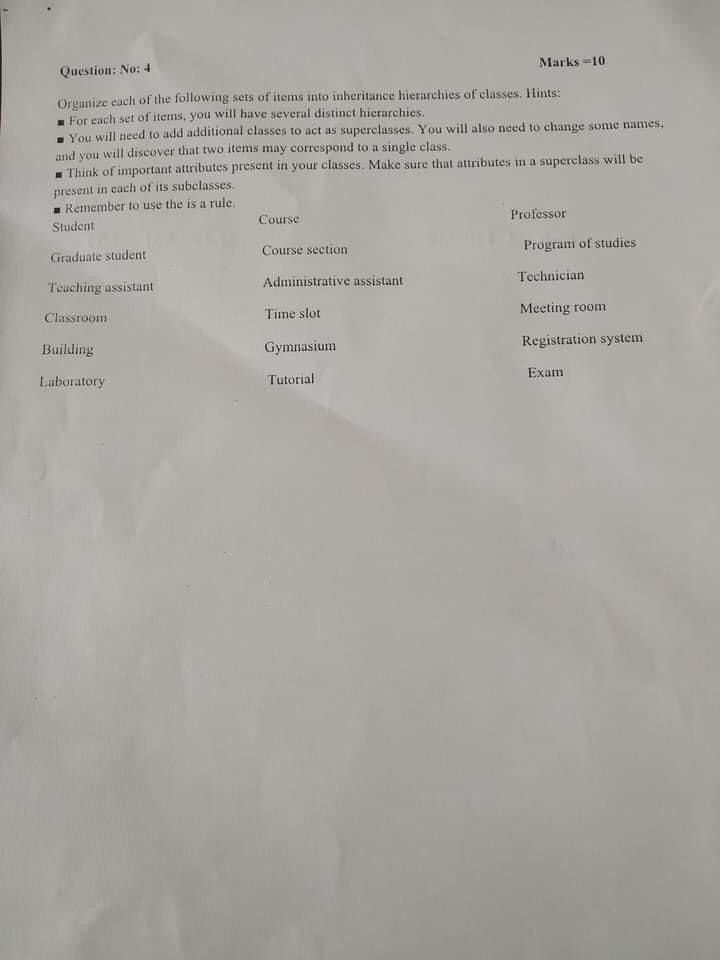 Question: No: 4 Marks =10
Organize each of the following sets of items into inheritance hierarchies of classes. Hints:
■ For each set of items, you will have several distinct hierarchies.
■ You will need to add additional classes to act as superclasses. You will also need to change some names,
and you will discover that two items may correspond to a single class.
■ Think of important attributes present in your classes. Make sure that attributes in a superclass will be
present in each of its subclasses.
■ Remember to use the is a rule.
Student Course Professor
Graduate student Course section Program of studies
Teaching assistant Administrative assistant Technician
Classroom Time slot Meeting room
Building Gymnasium Registration system
Laboratory Tutorial Exam